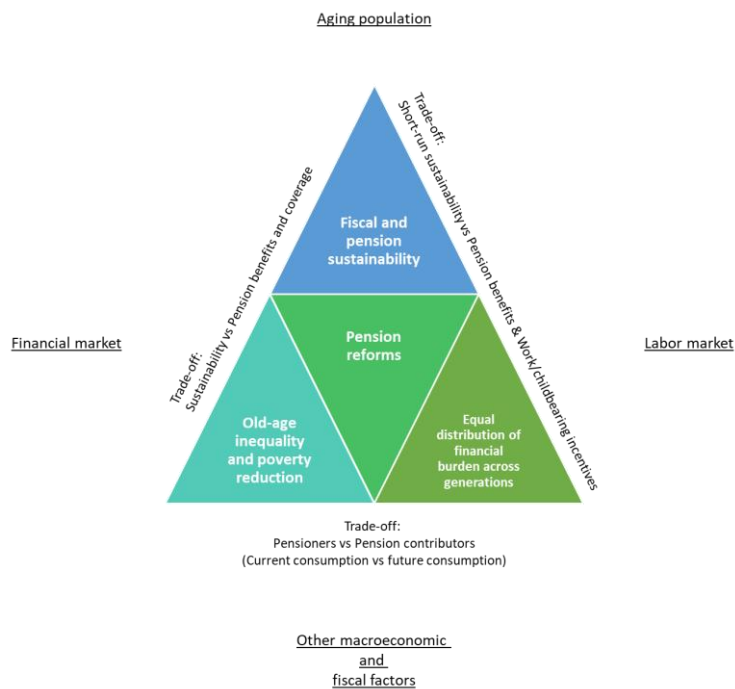 Aging population
Trade-off:
Short-run sustainability vs Pension benefits & Work/childbearing incentives
Trade-off:
Sustainability vs Pension benefits and coverage
Fiscal and
pension
sustainability
Financial market
Pension
reforms
Labor market
Old-age
inequality
and poverty
reduction
Equal
distribution of
financial
burden across
generations
Trade-off:
Pensioners vs Pension contributors
(Current consumption vs future consumption)
Other macroeconomic
and
fiscal factors